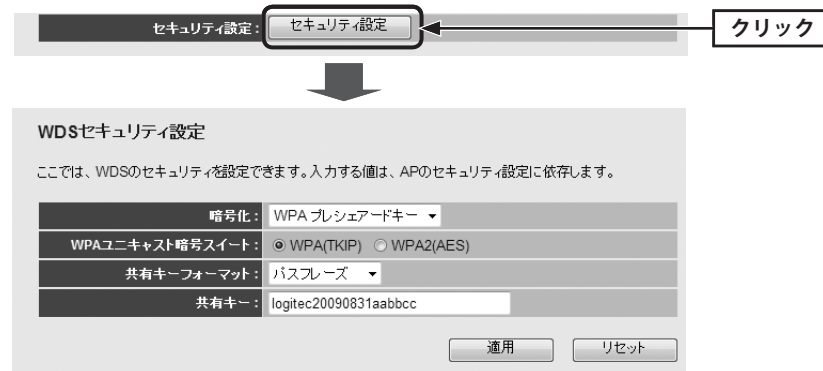 セキュリティ設定： セキュリティ設定 クリック
WDSセキュリティ設定
ここでは、WDSのセキュリティを設定できます。入力する値は、APのセキュリティ設定に依存します。
暗号化： WPA プレシェアードキー
WPAユニキャスト暗号スイート： WPA(TKIP) WPA2(AES)
共有キーフォーマット： パスフレーズ
共有キー： logitec20090831aabbcc
適用 リセット